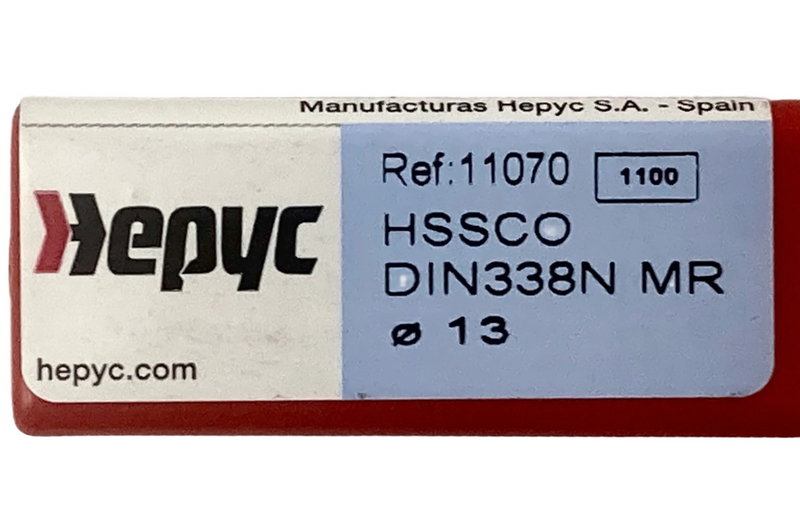 Manufacturas Hepyc S.A. - Spain
Hepyc
hepyc.com
Ref:11070 1100
HSSCO
DIN338N MR
ø 13